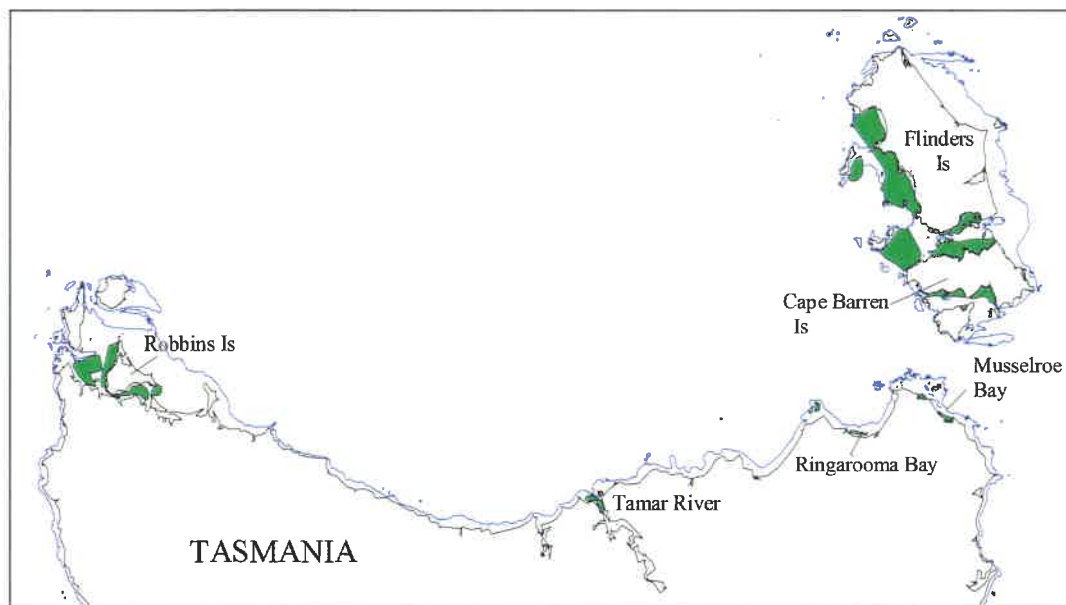 Flinders
Is
Cape Barren
Is
Robbins Is
Musselroe
Bay
Ringarooma Bay
Tamar River
TASMANIA